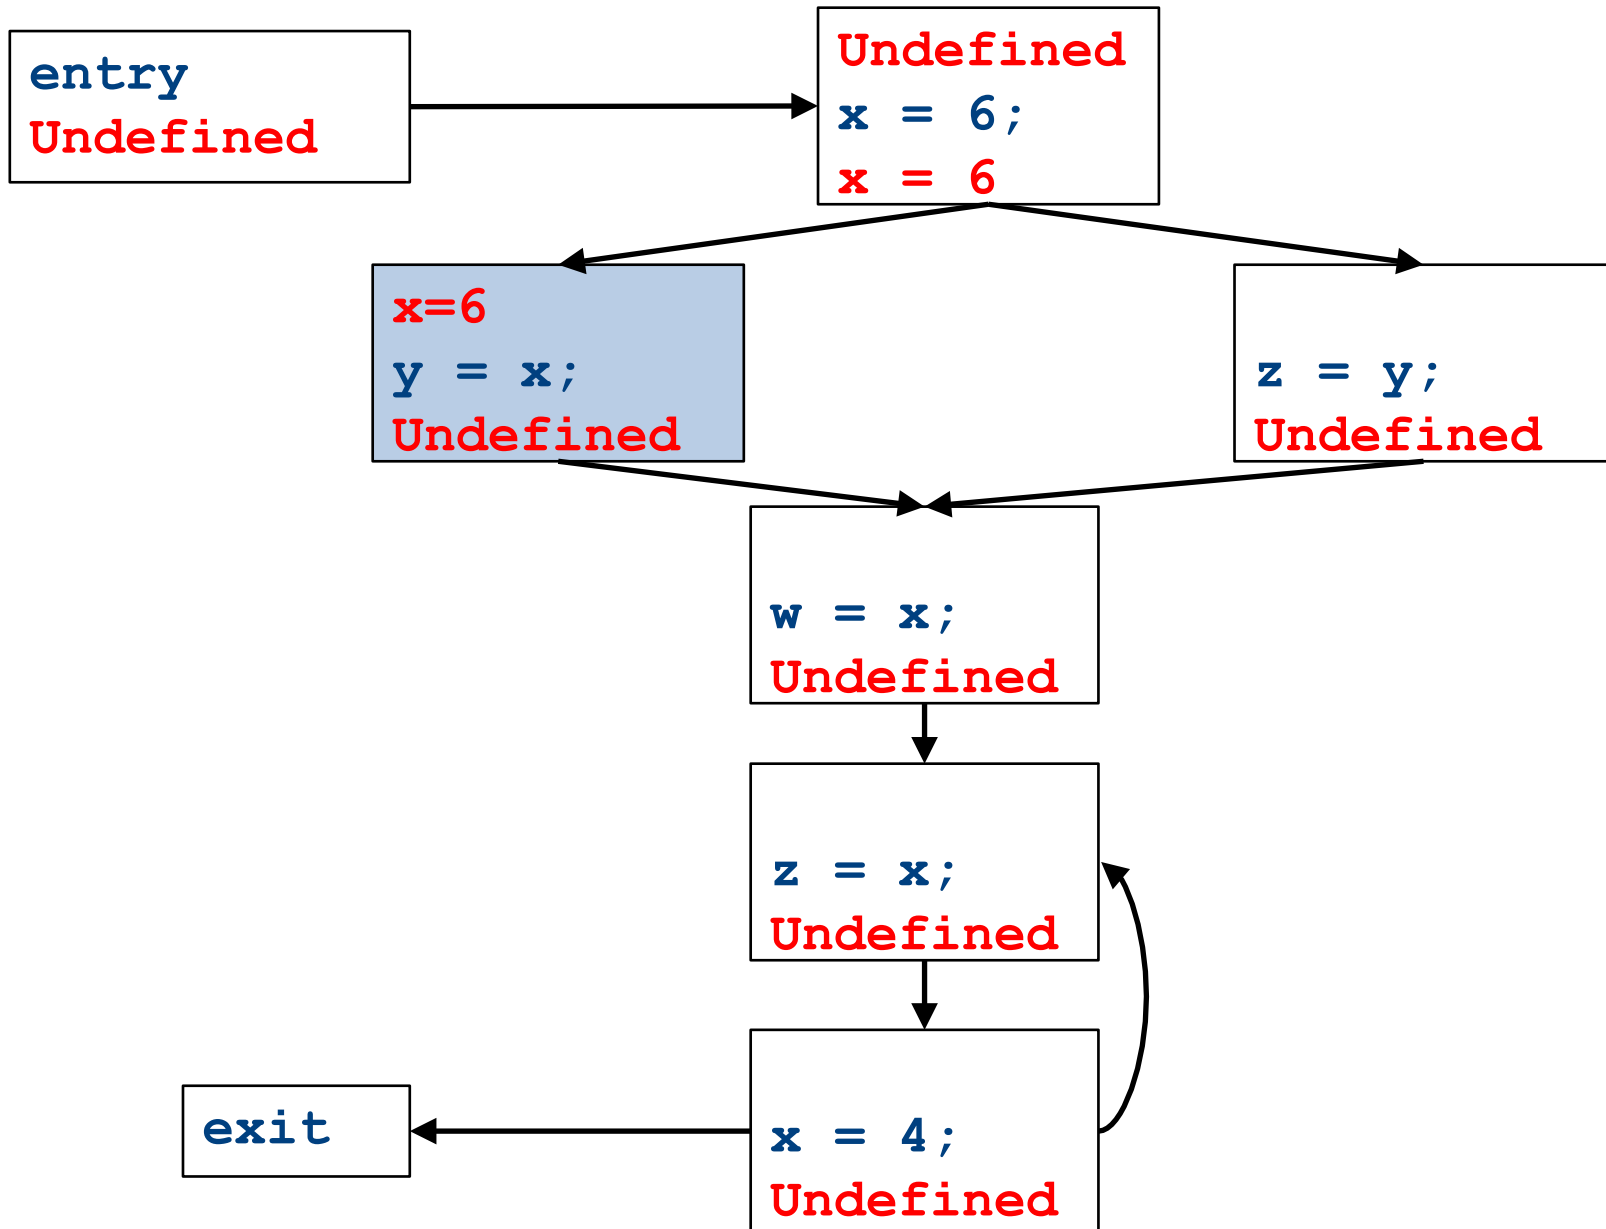 entry
Undefined
Undefined
x = 6;
x = 6
x=6
y = x;
Undefined
z = y;
Undefined
w = x;
Undefined
z = x;
Undefined
x = 4;
Undefined
exit